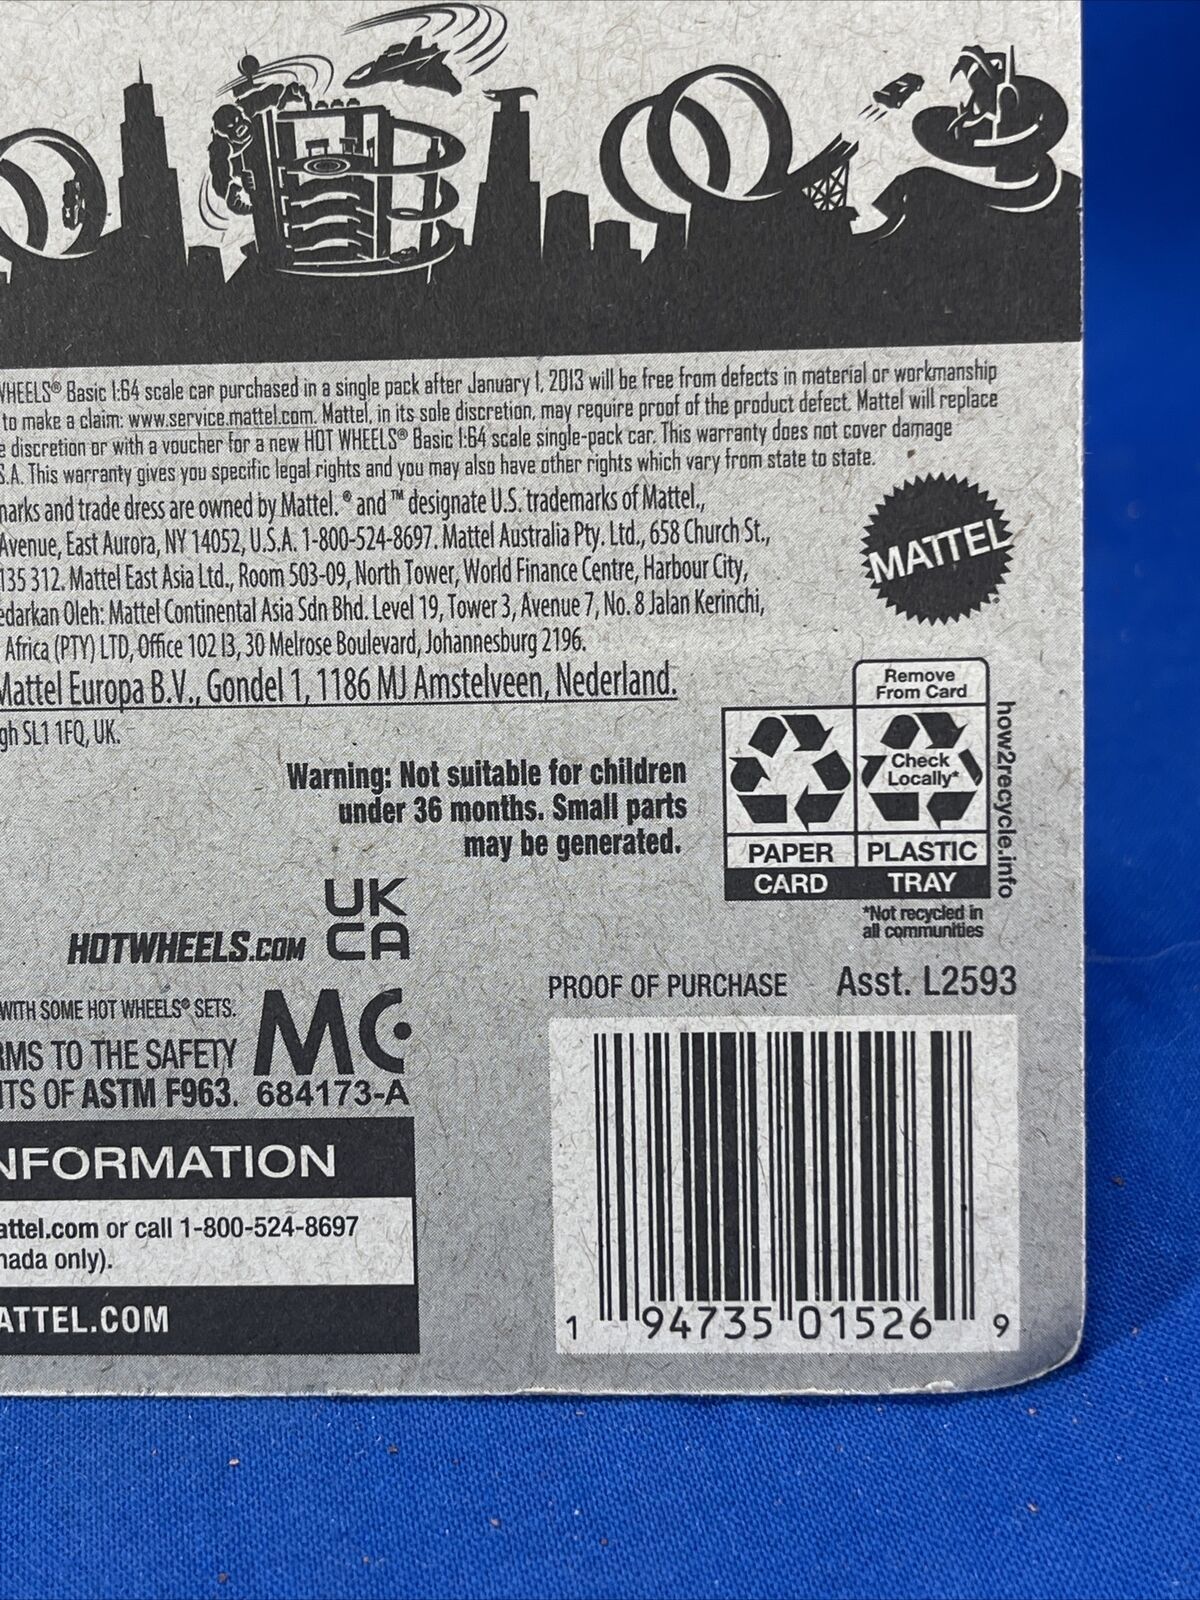 WHEELS® Basic 1:64 scale car purchased in a single pack after January 1, 2013 will be free from defects in material or workmanship
to make a claim: www.service.mattel.com. Mattel, in its sole discretion, may require proof of the product defect. Mattel will replace
e discretion or with a voucher for a new HOT WHEELS® Basic 1:64 scale single-pack car. This warranty does not cover damage
S.A. This warranty gives you specific legal rights and you may also have other rights which vary from state to state.
marks and trade dress are owned by Mattel. ® and ™ designate U.S. trademarks of Mattel.,
Avenue, East Aurora, NY 14052, U.S.A. 1-800-524-8697. Mattel Australia Pty. Ltd., 658 Church St.,
135 312. Mattel East Asia Ltd., Room 503-09, North Tower, World Finance Centre, Harbour City,
edarkan Oleh: Mattel Continental Asia Sdn Bhd. Level 19, Tower 3, Avenue 7, No. 8 Jalan Kerinchi,
Africa (PTY) LTD, Office 102 I3, 30 Melrose Boulevard, Johannesburg 2196.
Mattel Europa B.V., Gondel 1, 1186 MJ Amstelveen, Nederland.
gh SL1 1FQ, UK.
MATTEL
Remove
From Card
Check
Locally*
PAPER
PLASTIC
CARD
TRAY
how2recycle.info
*Not recycled in
all communities
Warning: Not suitable for children
under 36 months. Small parts
may be generated.
UK
CA
HOTWHEELS.COM
WITH SOME HOT WHEELS® SETS.
RMS TO THE SAFETY
NTS OF ASTM F963.
MC
684173-A
NFORMATION
attel.com or call 1-800-524-8697
nada only).
ATTEL.COM
PROOF OF PURCHASE Asst. L2593
1 94735 01526 9